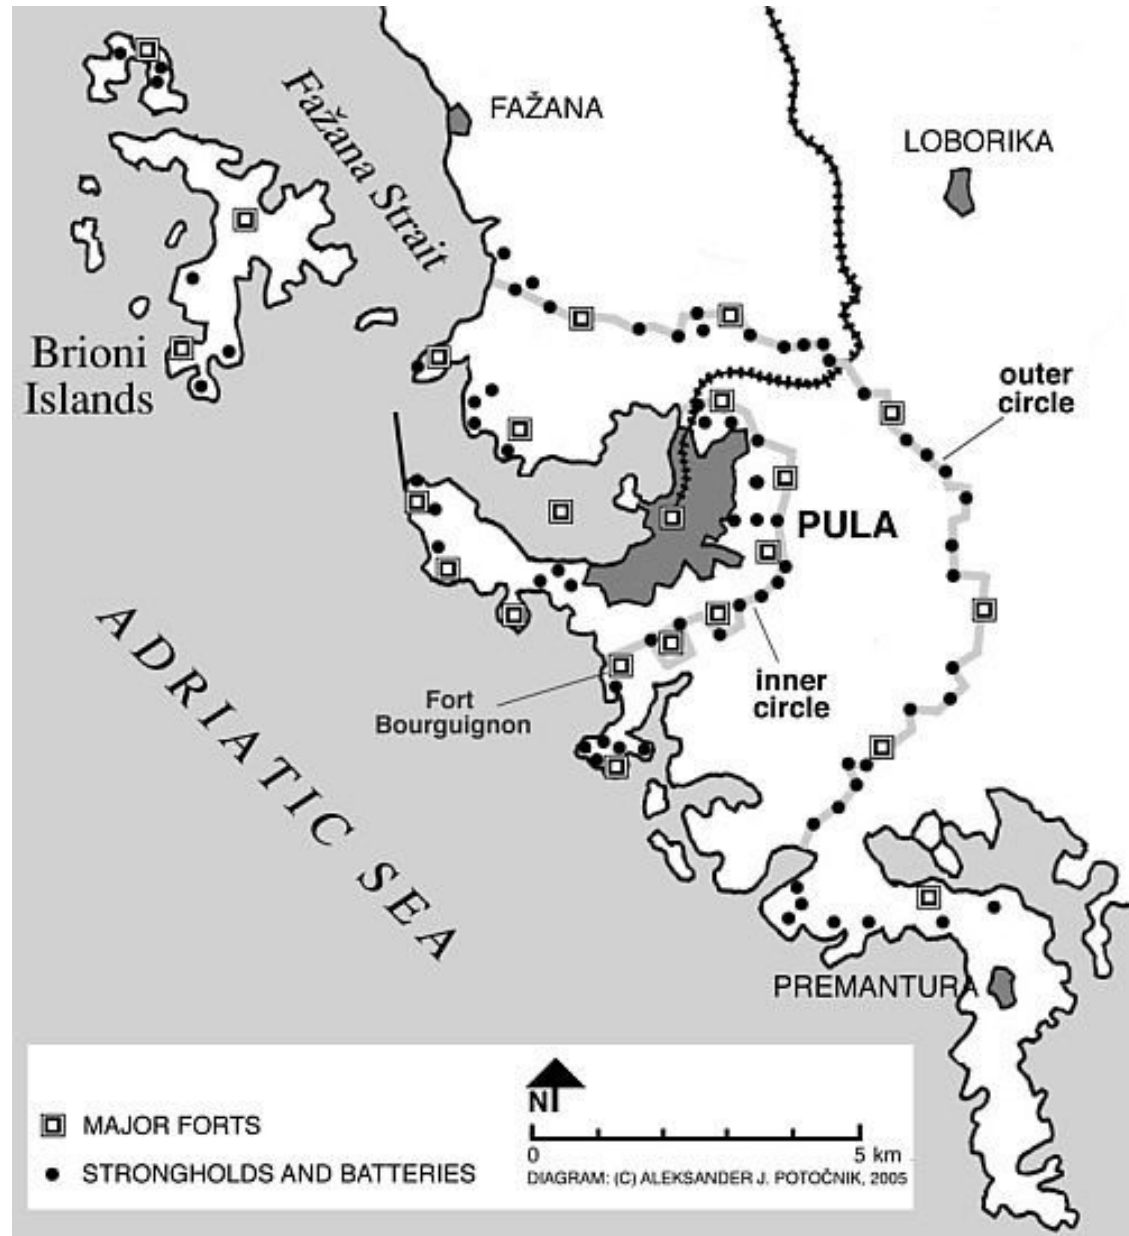 FAŽANA
LOBORIKA
Fažana Strait
Brioni
Islands
outer
circle
PULA
ADRIATIC SEA
Fort
Bourguignon
inner
circle
PREMANTURA
N
MAJOR FORTS
STRONGHOLDS AND BATTERIES
0
5 km
DIAGRAM: (C) ALEKSANDER J. POTOČNIK, 2005